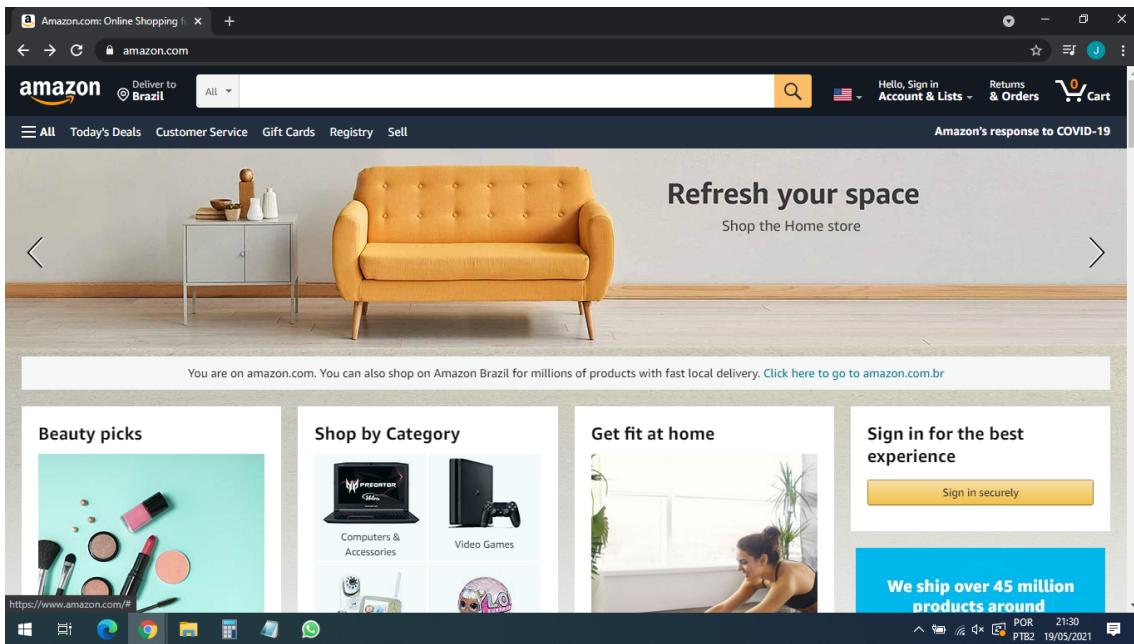 Amazon.com: Online Shopping f
amazon.com
J
amazon
Deliver to
Brazil
All
Hello, Sign in
Account & Lists
Returns
& Orders
0
Cart
All Today's Deals Customer Service Gift Cards Registry Sell
Amazon's response to COVID-19
Refresh your space
Shop the Home store
You are on amazon.com. You can also shop on Amazon Brazil for millions of products with fast local delivery. Click here to go to amazon.com.br
Beauty picks
Shop by Category
PREDATOR
Computers &
Accessories
Video Games
LOL
Get fit at home
Sign in for the best
experience
Sign in securely
We ship over 45 million
products around
https://www.amazon.com/#
POR
PTB2
21:30
19/05/2021